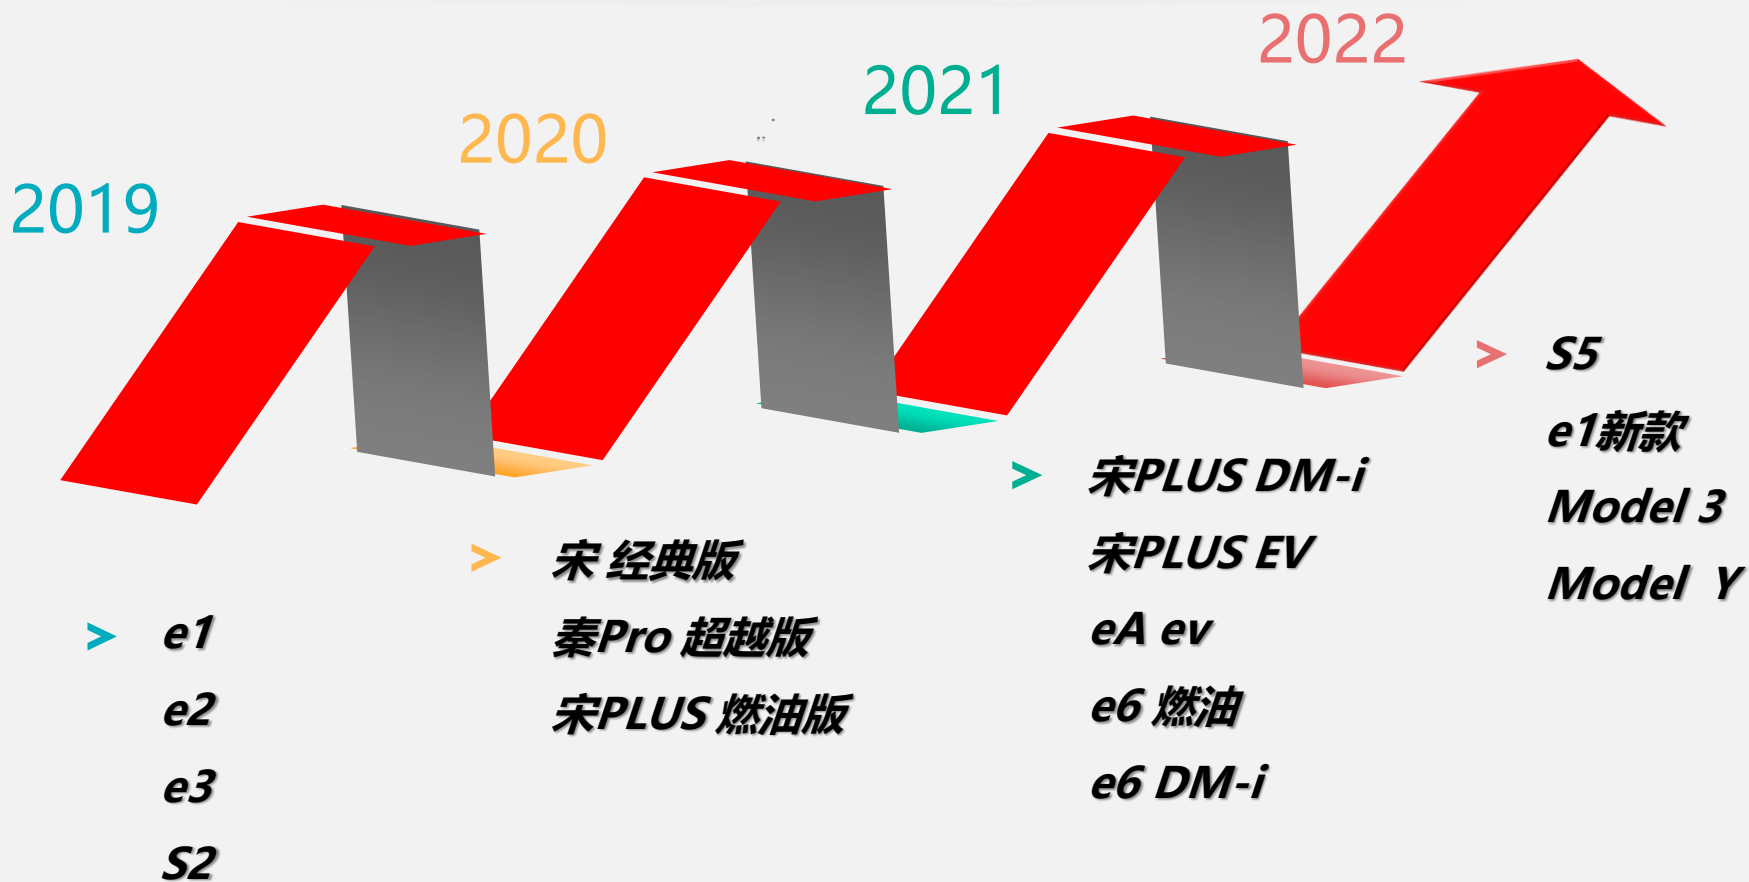 2019
2020
2021
2022
> e1
e2
e3
S2
> 宋 经典版
秦Pro 超越版
宋PLUS 燃油版
> 宋PLUS DM-i
宋PLUS EV
eA ev
e6 燃油
e6 DM-i
> S5
e1新款
Model 3
Model Y